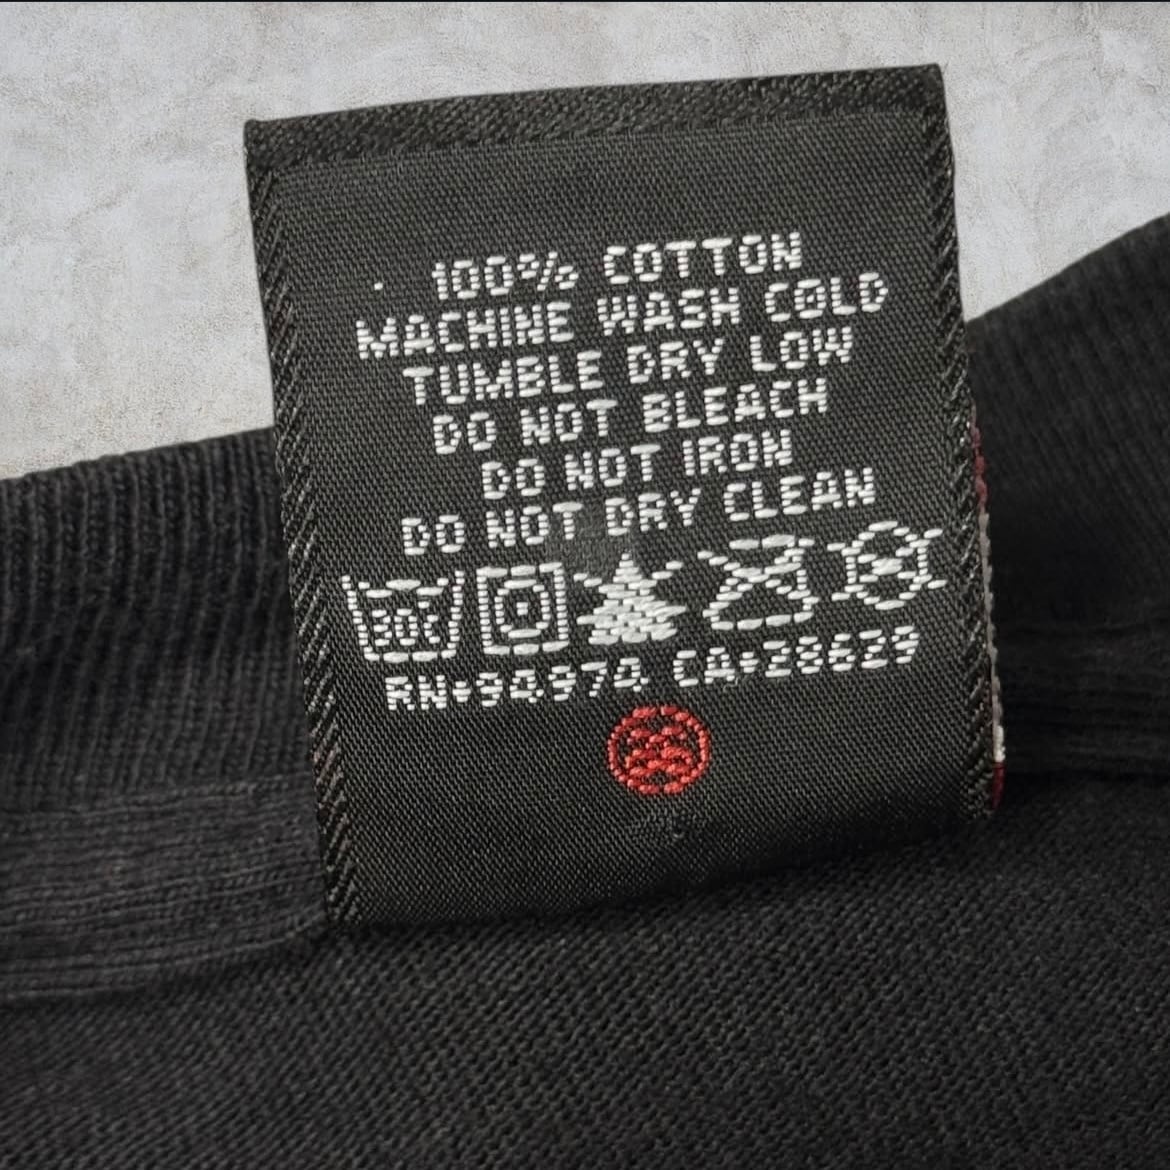 100% COTTON
MACHINE WASH COLD
TUMBLE DRY LOW
DO NOT BLEACH
DO NOT IRON
DO NOT DRY CLEAN
30C
RN•94974 CA•28629